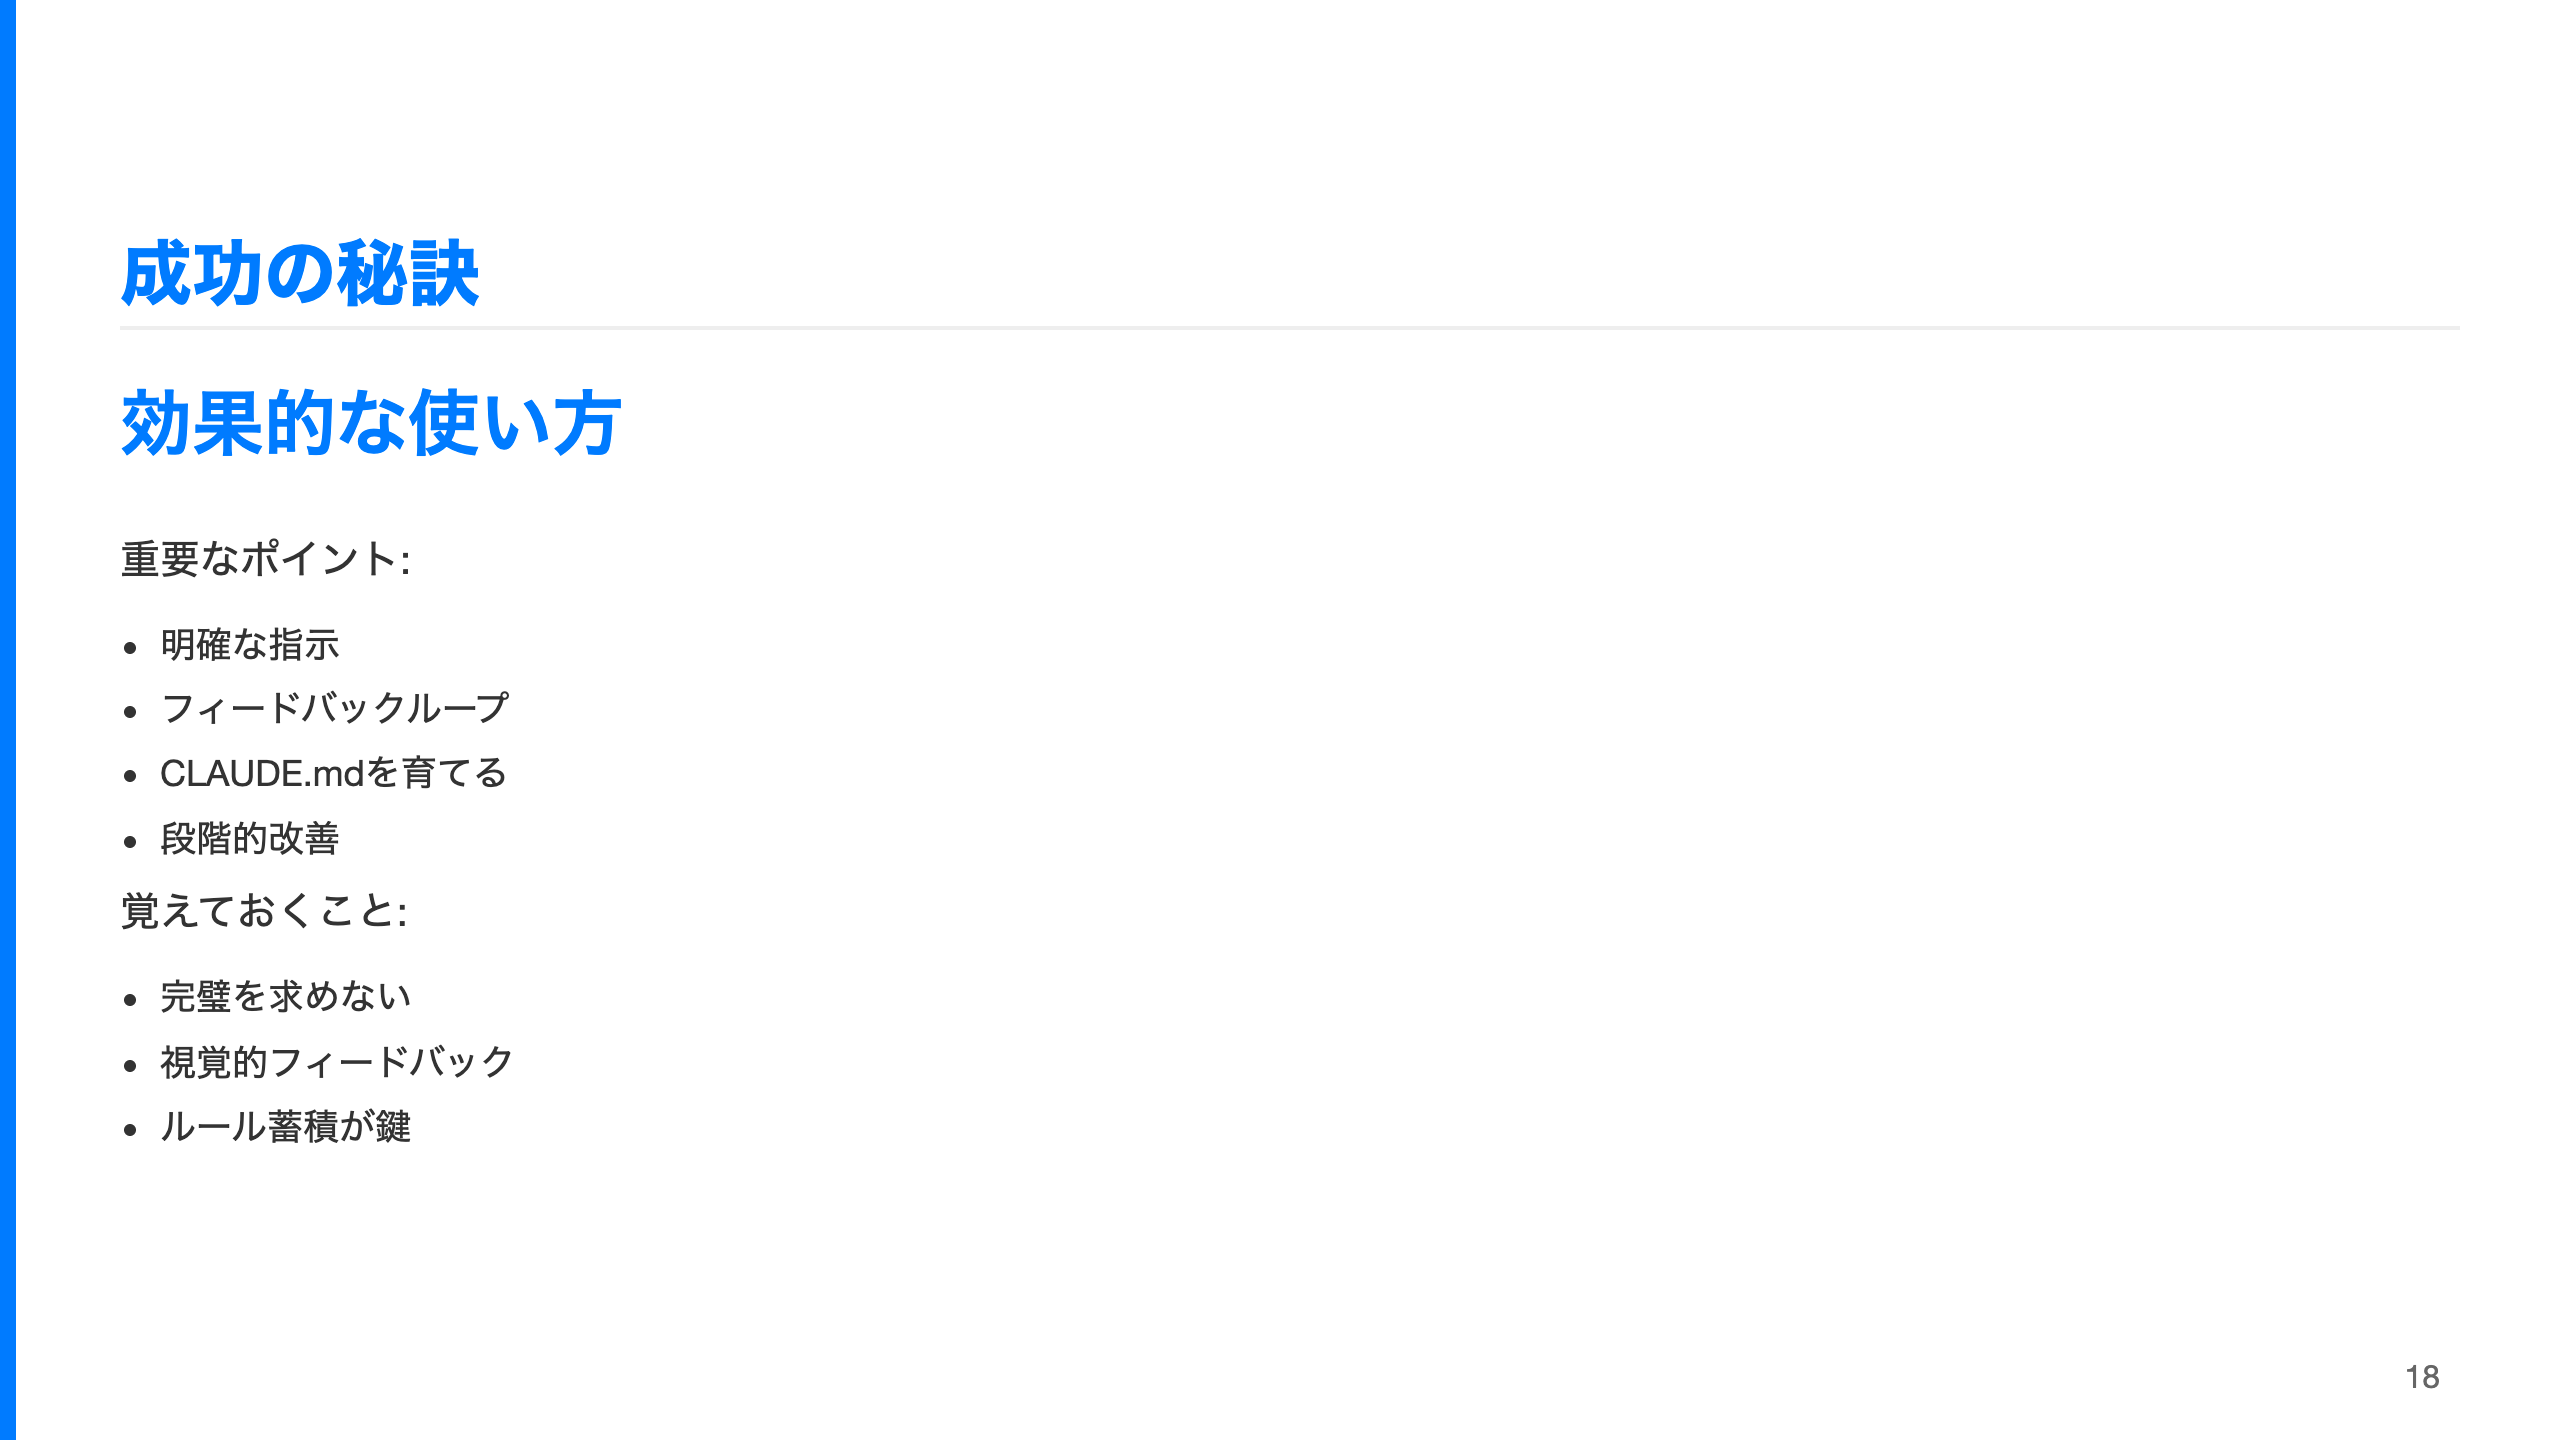 成功の秘訣
効果的な使い方
重要なポイント:
• 明確な指示
• フィードバックループ
• CLAUDE.mdを育てる
• 段階的改善
覚えておくこと:
• 完璧を求めない
• 視覚的フィードバック
• ルール蓄積が鍵
18